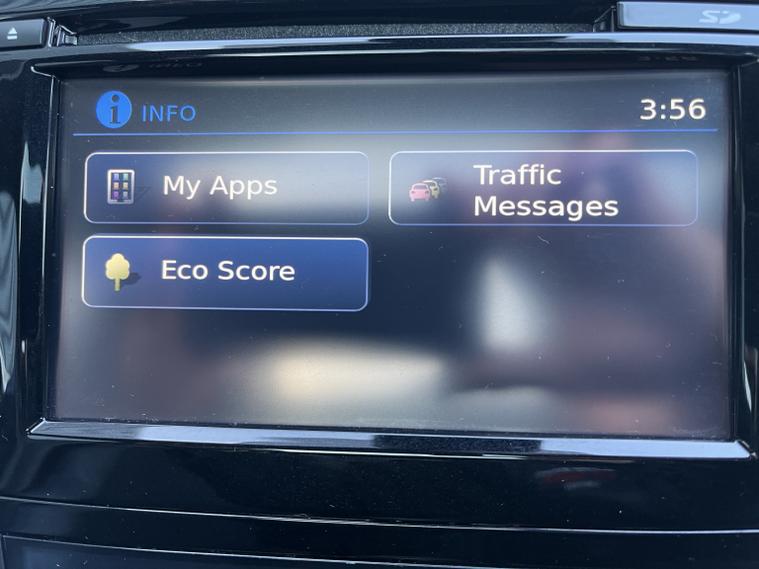 SD
INFO
3:56
My Apps
Traffic
Messages
Eco Score